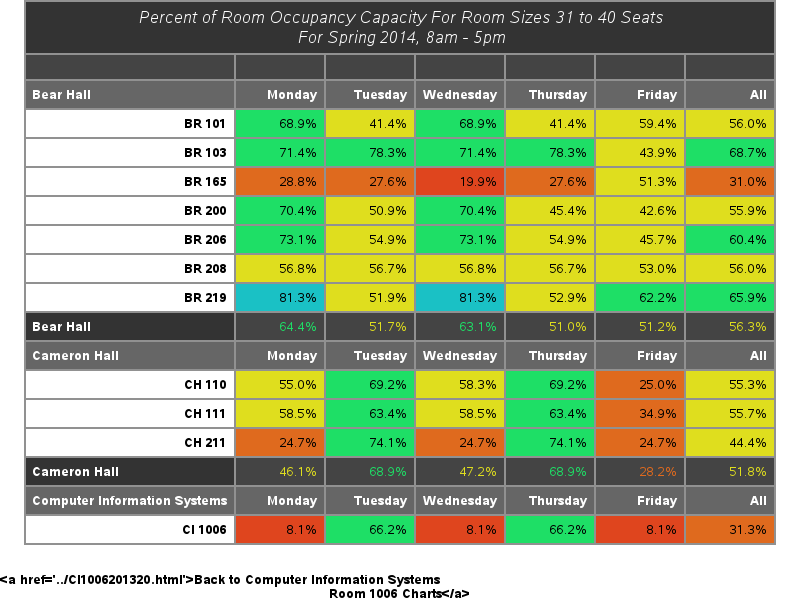 Percent of Room Occupancy Capacity For Room Sizes 31 to 40 Seats
For Spring 2014, 8am - 5pm
Bear Hall Monday Tuesday Wednesday Thursday Friday All
BR 101 68.9% 41.4% 68.9% 41.4% 59.4% 56.0%
BR 103 71.4% 78.3% 71.4% 78.3% 43.9% 68.7%
BR 165 28.8% 27.6% 19.9% 27.6% 51.3% 31.0%
BR 200 70.4% 50.9% 70.4% 45.4% 42.6% 55.9%
BR 206 73.1% 54.9% 73.1% 54.9% 45.7% 60.4%
BR 208 56.8% 56.7% 56.8% 56.7% 53.0% 56.0%
BR 219 81.3% 51.9% 81.3% 52.9% 62.2% 65.9%
Bear Hall 64.4% 51.7% 63.1% 51.0% 51.2% 56.3%
Cameron Hall Monday Tuesday Wednesday Thursday Friday All
CH 110 55.0% 69.2% 58.3% 69.2% 25.0% 55.3%
CH 111 58.5% 63.4% 58.5% 63.4% 34.9% 55.7%
CH 211 24.7% 74.1% 24.7% 74.1% 24.7% 44.4%
Cameron Hall 46.1% 68.9% 47.2% 68.9% 28.2% 51.8%
Computer Information Systems Monday Tuesday Wednesday Thursday Friday All
CI 1006 8.1% 66.2% 8.1% 66.2% 8.1% 31.3%
<a href='../CI1006201320.html'>Back to Computer Information Systems
Room 1006 Charts</a>